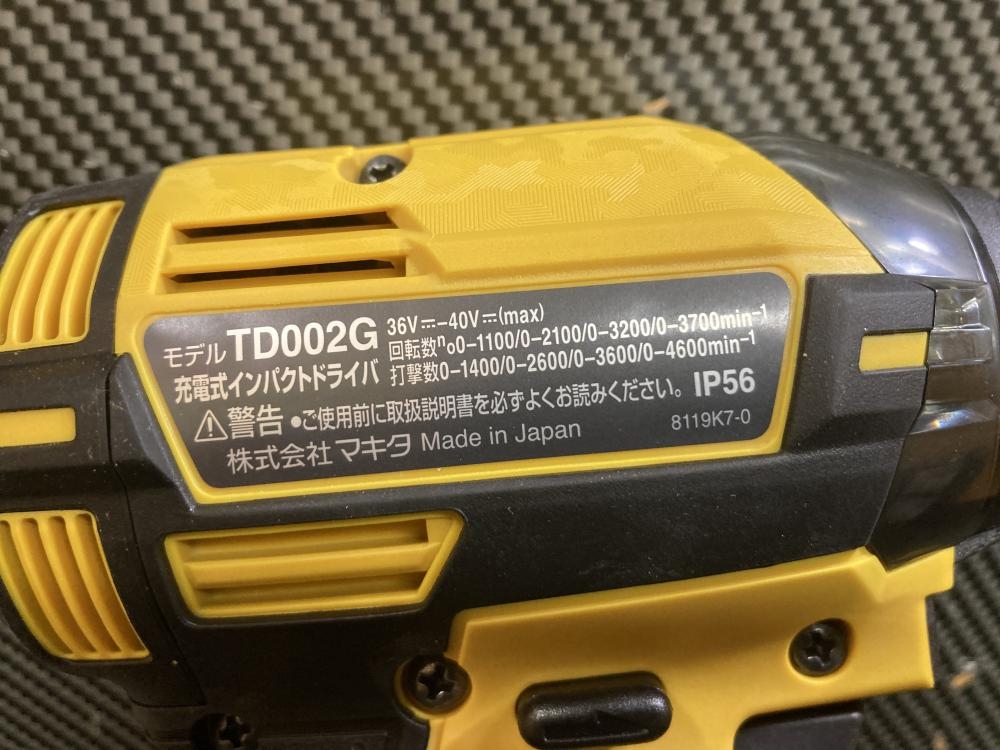 モデル TD002G 36V⎓-40V⎓(max)
回転数n₀0-1100/0-2100/0-3200/0-3700min⁻¹
充電式インパクトドライバ 打撃数0-1400/0-2600/0-3600/0-4600min⁻¹
⚠警告 ●ご使用前に取扱説明書を必ずよくお読みください。 IP56
株式会社 マキタ Made in Japan 8119K7-0